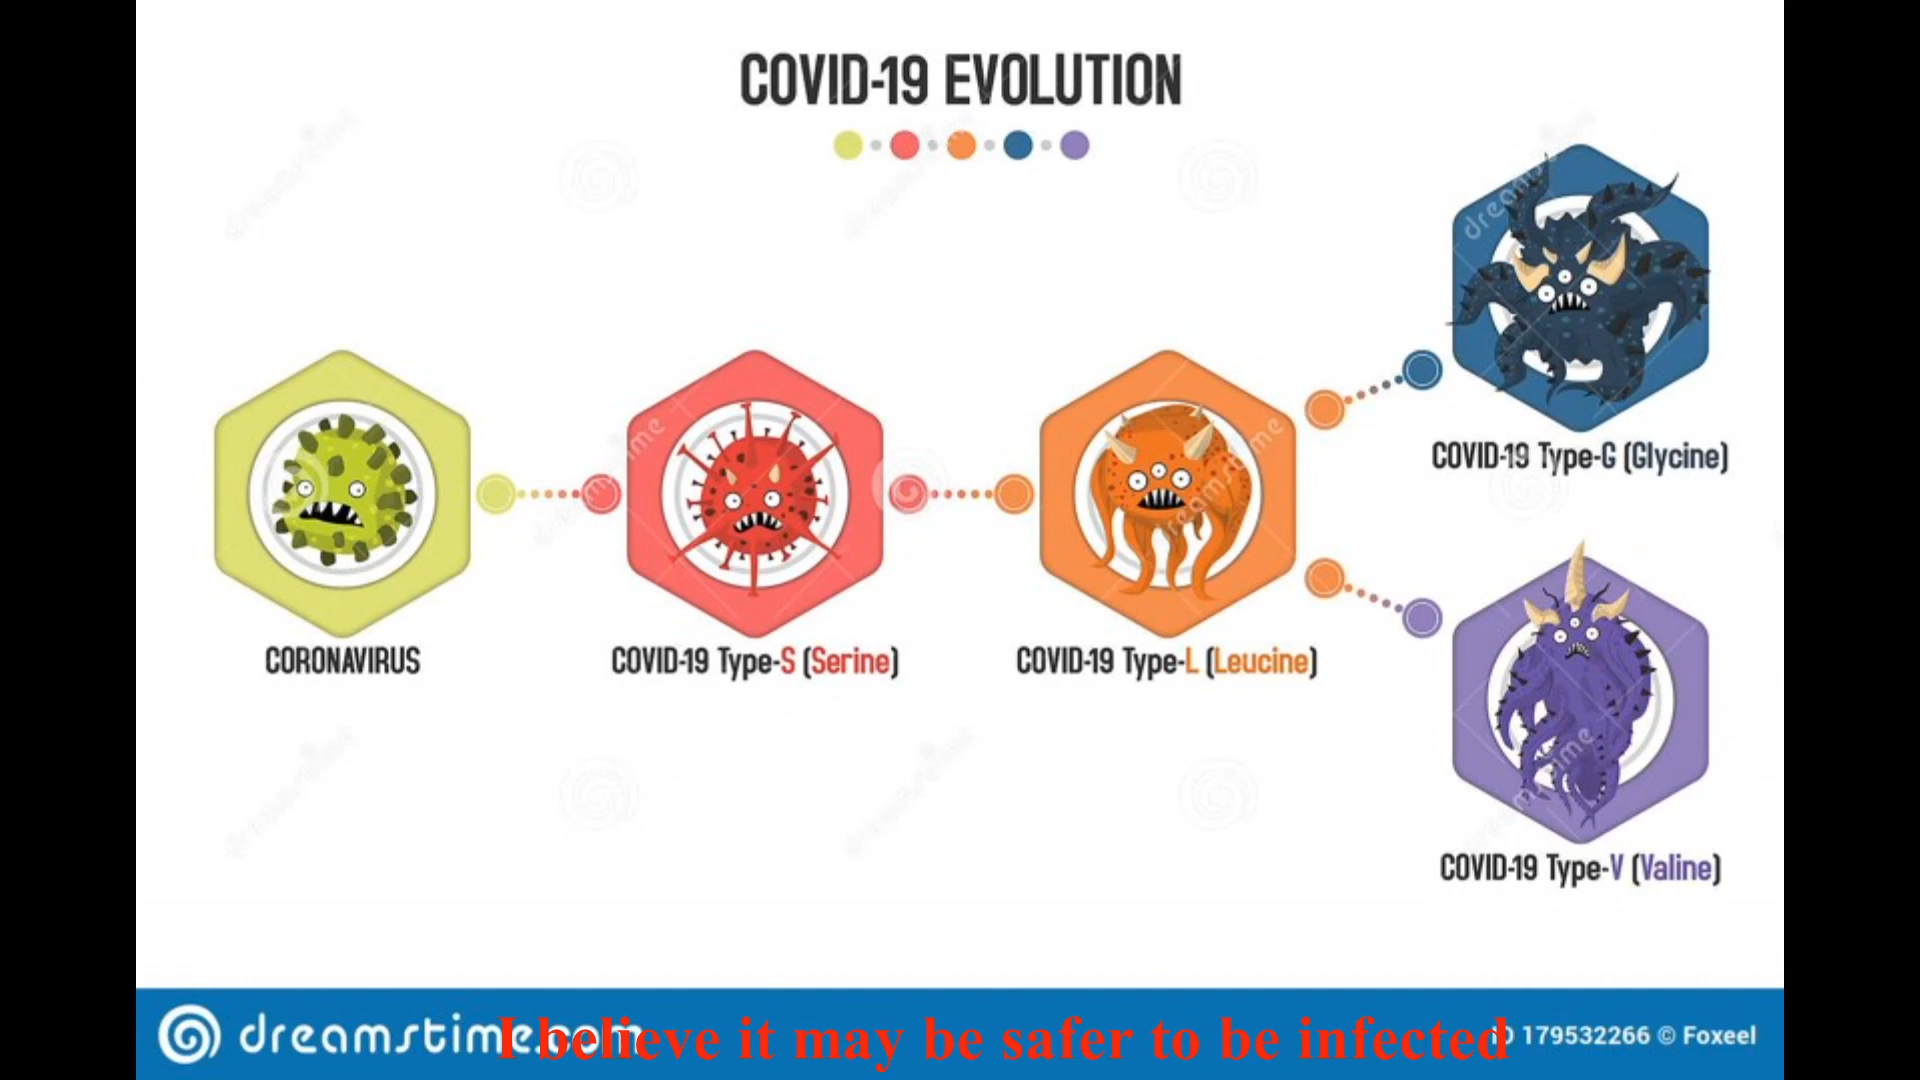 COVID-19 EVOLUTION
CORONAVIRUS
COVID-19 Type-S (Serine)
COVID-19 Type-L (Leucine)
COVID-19 Type-G (Glycine)
COVID-19 Type-V (Valine)
dreamstime.com
I believe it may be safer to be infected
ID 179532266 © Foxeel